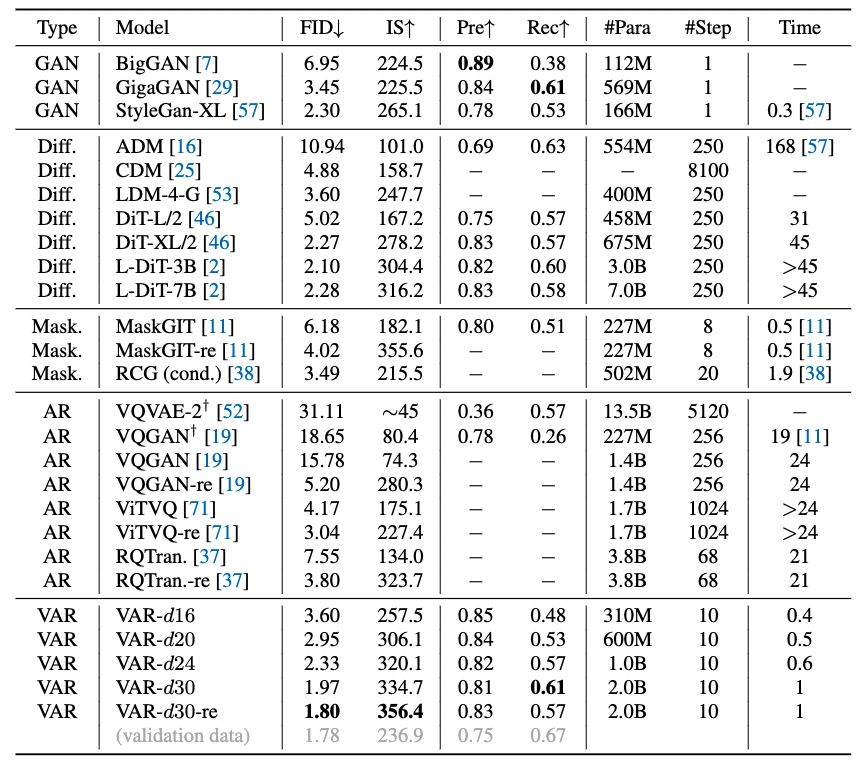 Type Model FID↓ IS↑ Pre↑ Rec↑ #Para #Step Time
GAN BigGAN [7] 6.95 224.5 0.89 0.38 112M 1 −
GAN GigaGAN [29] 3.45 225.5 0.84 0.61 569M 1 −
GAN StyleGan-XL [57] 2.30 265.1 0.78 0.53 166M 1 0.3 [57]
Diff. ADM [16] 10.94 101.0 0.69 0.63 554M 250 168 [57]
Diff. CDM [25] 4.88 158.7 − − − 8100 −
Diff. LDM-4-G [53] 3.60 247.7 − − 400M 250 −
Diff. DiT-L/2 [46] 5.02 167.2 0.75 0.57 458M 250 31
Diff. DiT-XL/2 [46] 2.27 278.2 0.83 0.57 675M 250 45
Diff. L-DiT-3B [2] 2.10 304.4 0.82 0.60 3.0B 250 >45
Diff. L-DiT-7B [2] 2.28 316.2 0.83 0.58 7.0B 250 >45
Mask. MaskGIT [11] 6.18 182.1 0.80 0.51 227M 8 0.5 [11]
Mask. MaskGIT-re [11] 4.02 355.6 − − 227M 8 0.5 [11]
Mask. RCG (cond.) [38] 3.49 215.5 − − 502M 20 1.9 [38]
AR VQVAE-2† [52] 31.11 ∼45 0.36 0.57 13.5B 5120 −
AR VQGAN† [19] 18.65 80.4 0.78 0.26 227M 256 19 [11]
AR VQGAN [19] 15.78 74.3 − − 1.4B 256 24
AR VQGAN-re [19] 5.20 280.3 − − 1.4B 256 24
AR ViTVQ [71] 4.17 175.1 − − 1.7B 1024 >24
AR ViTVQ-re [71] 3.04 227.4 − − 1.7B 1024 >24
AR RQTran. [37] 7.55 134.0 − − 3.8B 68 21
AR RQTran.-re [37] 3.80 323.7 − − 3.8B 68 21
VAR VAR-d16 3.60 257.5 0.85 0.48 310M 10 0.4
VAR VAR-d20 2.95 306.1 0.84 0.53 600M 10 0.5
VAR VAR-d24 2.33 320.1 0.82 0.57 1.0B 10 0.6
VAR VAR-d30 1.97 334.7 0.81 0.61 2.0B 10 1
VAR VAR-d30-re 1.80 356.4 0.83 0.57 2.0B 10 1
(validation data) 1.78 236.9 0.75 0.67